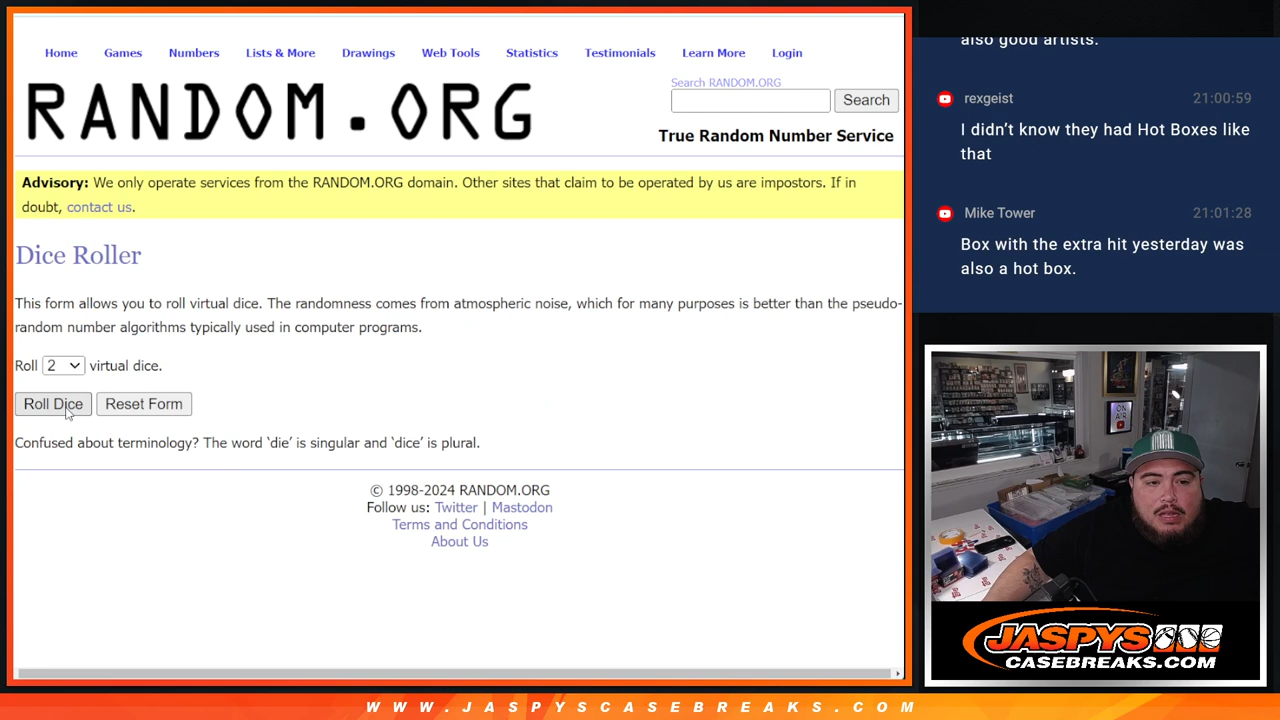 Home Games Numbers Lists & More Drawings Web Tools Statistics Testimonials Learn More Login
RANDOM.ORG
Search RANDOM.ORG
Search
True Random Number Service
Advisory: We only operate services from the RANDOM.ORG domain. Other sites that claim to be operated by us are impostors. If in
doubt, contact us.
Dice Roller
This form allows you to roll virtual dice. The randomness comes from atmospheric noise, which for many purposes is better than the pseudo-
random number algorithms typically used in computer programs.
Roll 2 virtual dice.
Roll Dice Reset Form
Confused about terminology? The word ‘die’ is singular and ‘dice’ is plural.
© 1998-2024 RANDOM.ORG
Follow us: Twitter | Mastodon
Terms and Conditions
About Us
also good artists.
rexgeist 21:00:59
I didn’t know they had Hot Boxes like
that
Mike Tower 21:01:28
Box with the extra hit yesterday was
also a hot box.
ON
AIR
JASPYS
CASEBREAKS.COM
WWW.JASPYSCASEBREAKS.COM